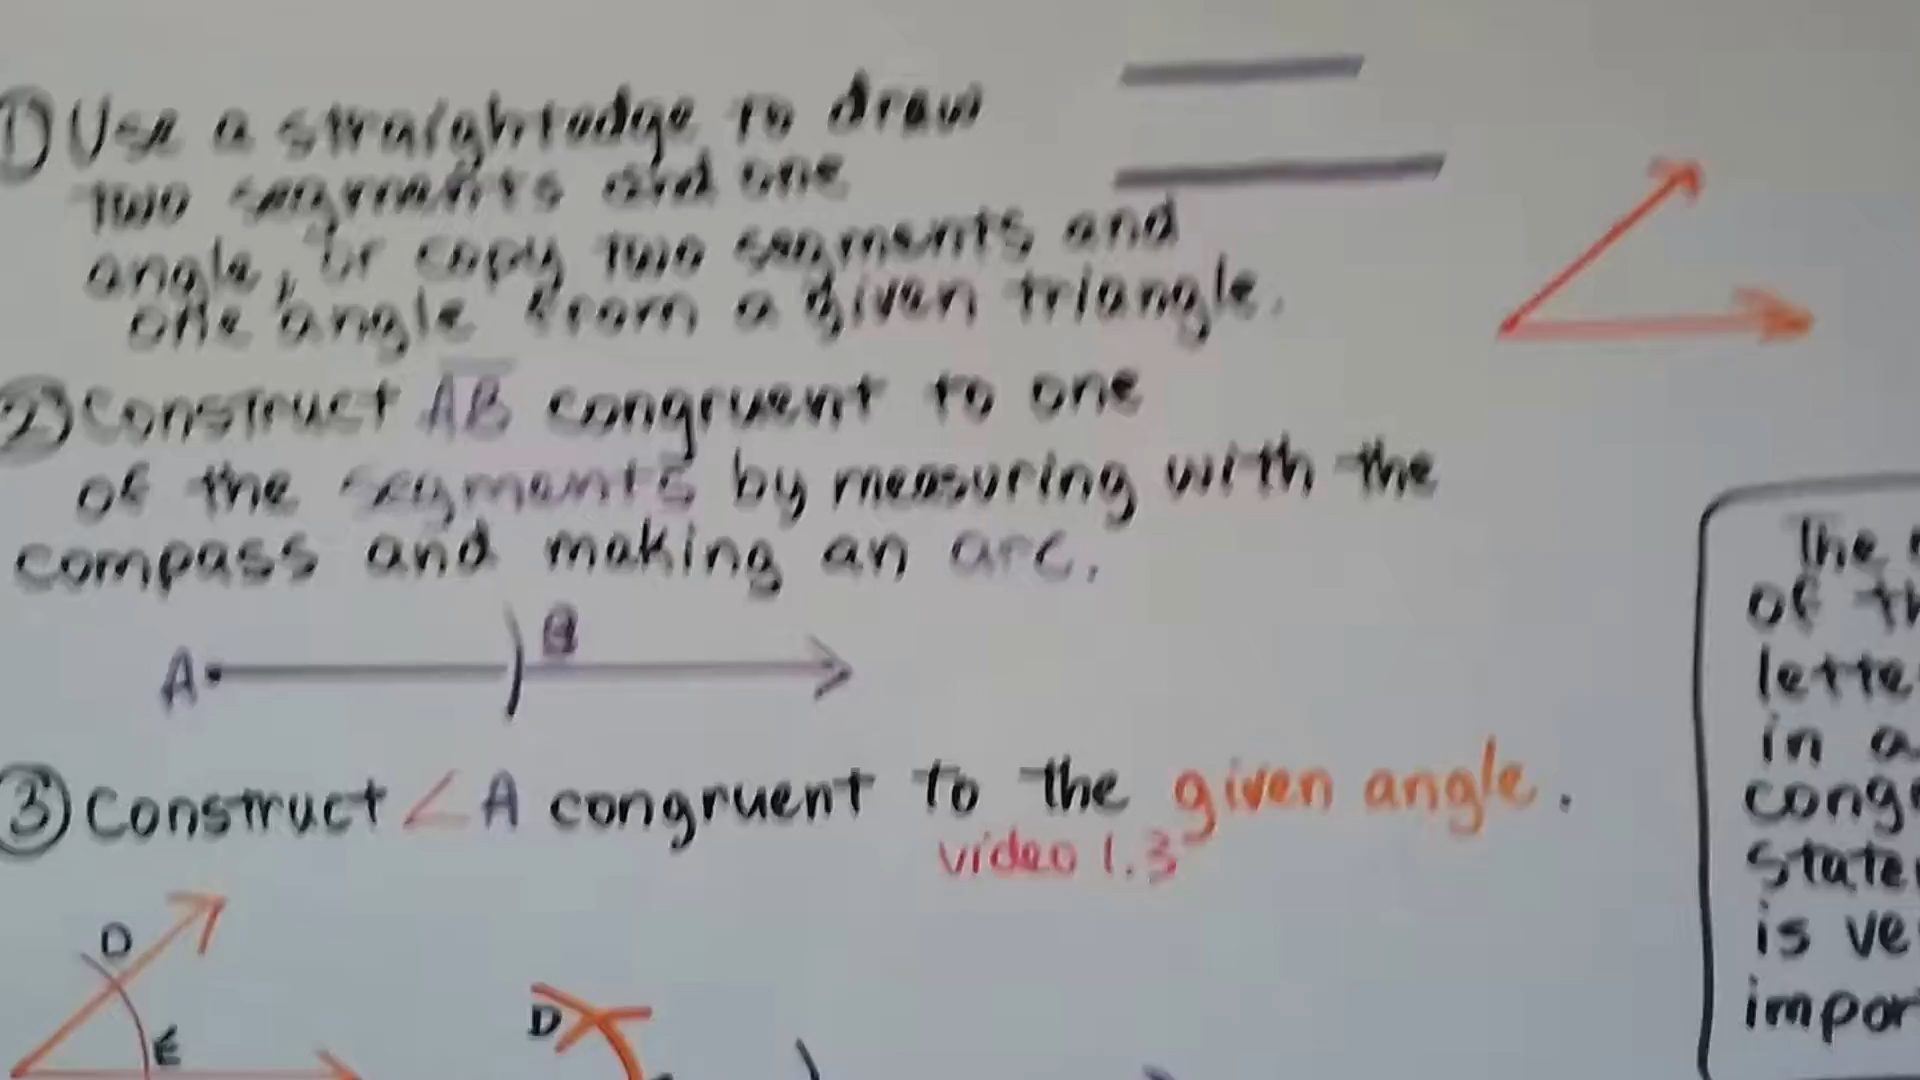 ① Use a straightedge to draw
two segments and one
angle, or copy two segments and
one angle from a given triangle.
② Construct AB congruent to one
of the segments by measuring with the
compass and making an arc.
A B
③ Construct ∠A congruent to the given angle.
video 1.3
D
E
D
The
of th
lette
in a
cong
state
is ve
impor